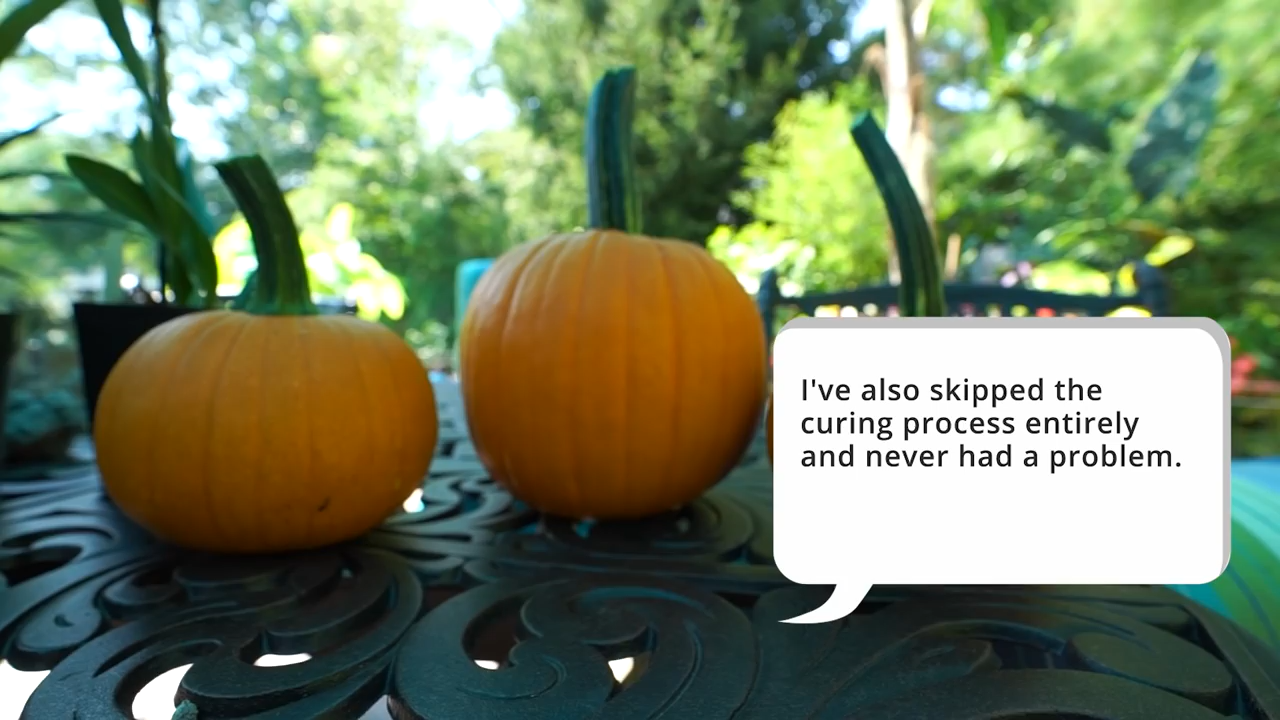 I've also skipped the
curing process entirely
and never had a problem.